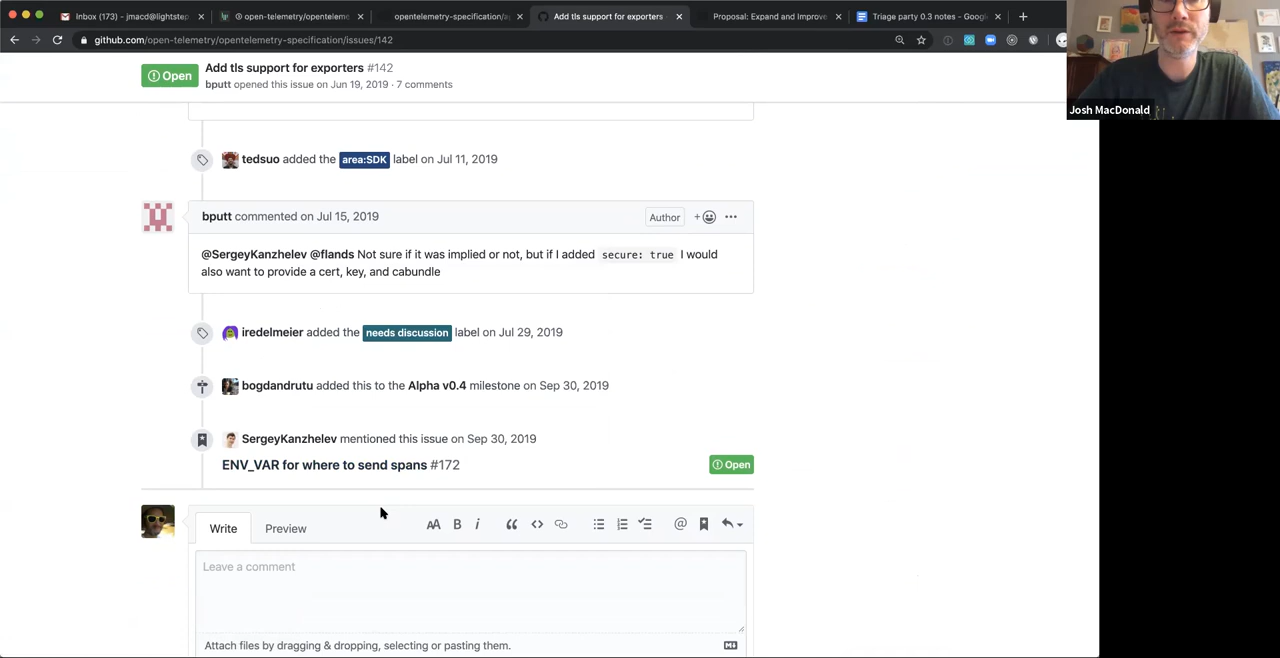 Inbox (173) - jmacd@lightstep
open-telemetry/opentelemc
opentelemetry-specification/a
Add tls support for exporters
Proposal: Expand and Improve
Triage party 0.3 notes - Googl
github.com/open-telemetry/opentelemetry-specification/issues/142
Open
Add tls support for exporters #142
bputt opened this issue on Jun 19, 2019 · 7 comments
Josh MacDonald
tedsuo added the area:SDK label on Jul 11, 2019
bputt commented on Jul 15, 2019
Author
@SergeyKanzhelev @flands Not sure if it was implied or not, but if I added secure: true I would
also want to provide a cert, key, and cabundle
iredelmeier added the needs discussion label on Jul 29, 2019
bogdandrutu added this to the Alpha v0.4 milestone on Sep 30, 2019
SergeyKanzhelev mentioned this issue on Sep 30, 2019
ENV_VAR for where to send spans #172
Open
Write
Preview
Leave a comment
Attach files by dragging & dropping, selecting or pasting them.